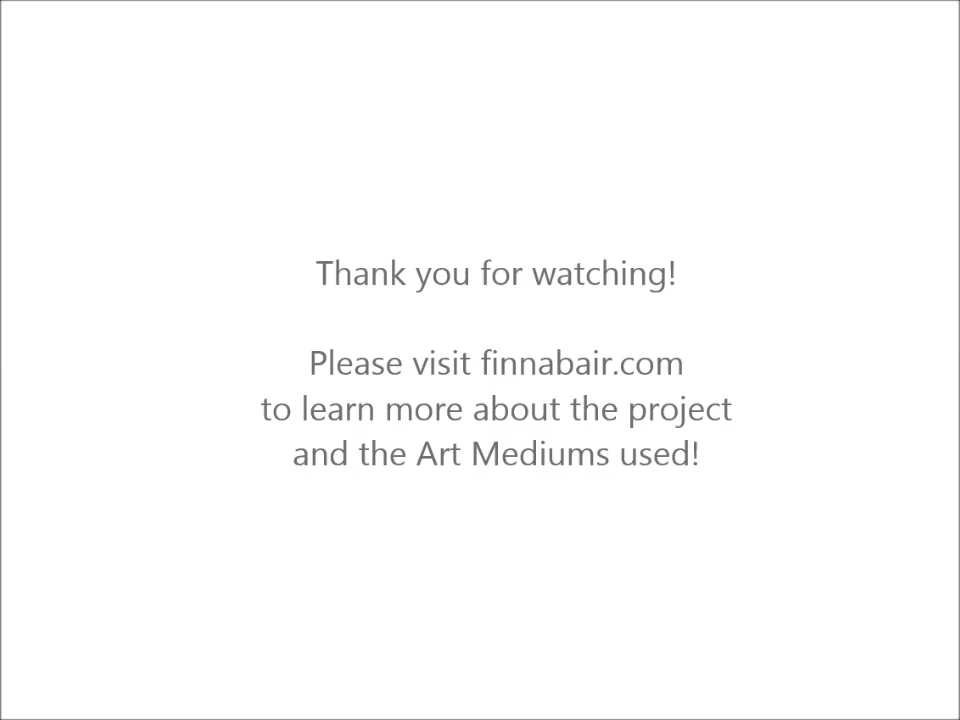 Thank you for watching!
Please visit finnabair.com
to learn more about the project
and the Art Mediums used!